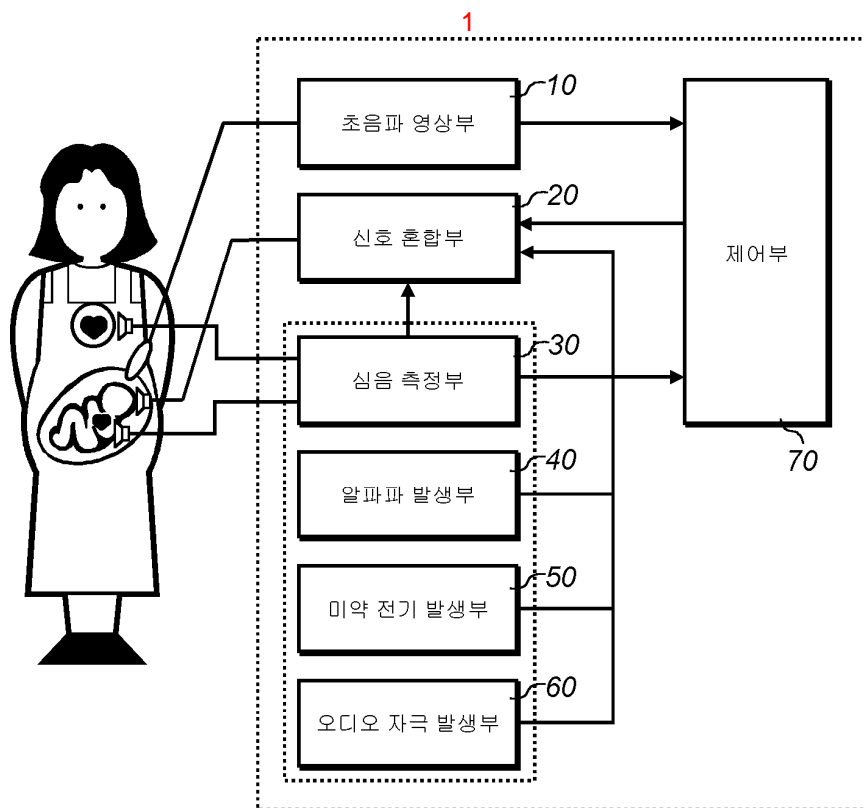 1
10
초음파 영상부
20
신호 혼합부
제어부
30
심음 측정부
70
40
알파파 발생부
50
미약 전기 발생부
60
오디오 자극 발생부